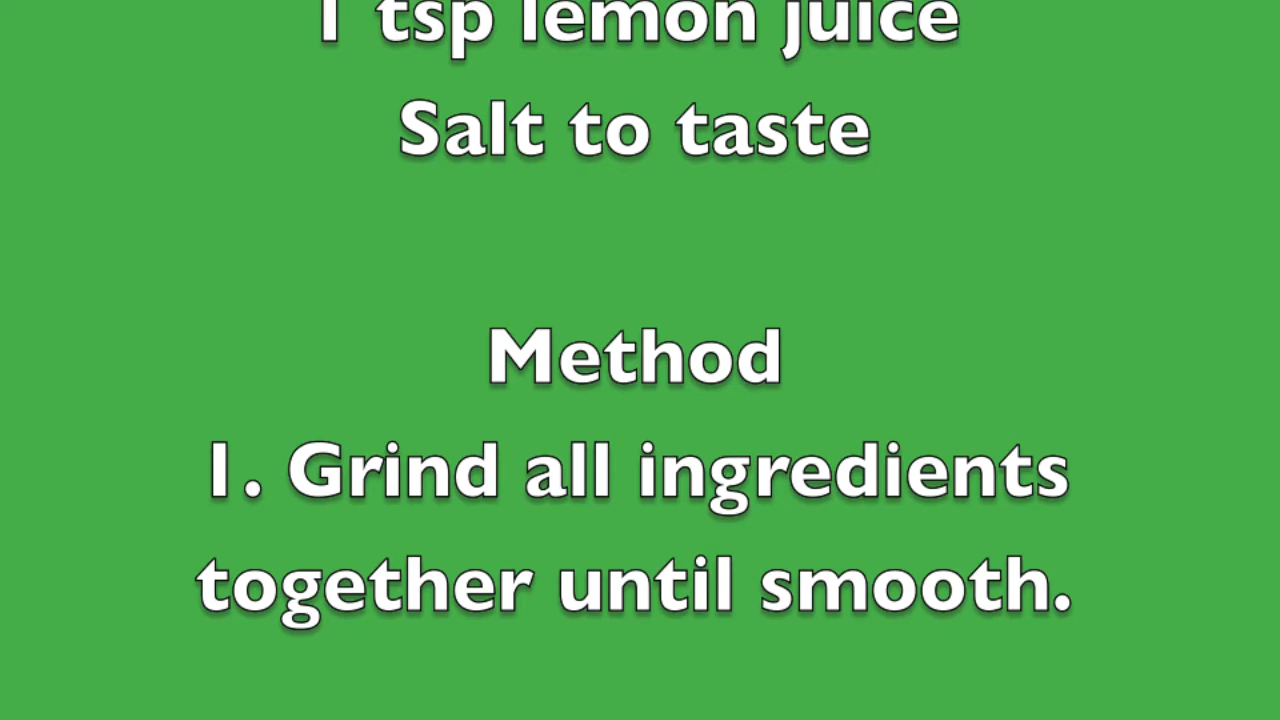 1 tsp lemon juice
Salt to taste
Method
1. Grind all ingredients
together until smooth.